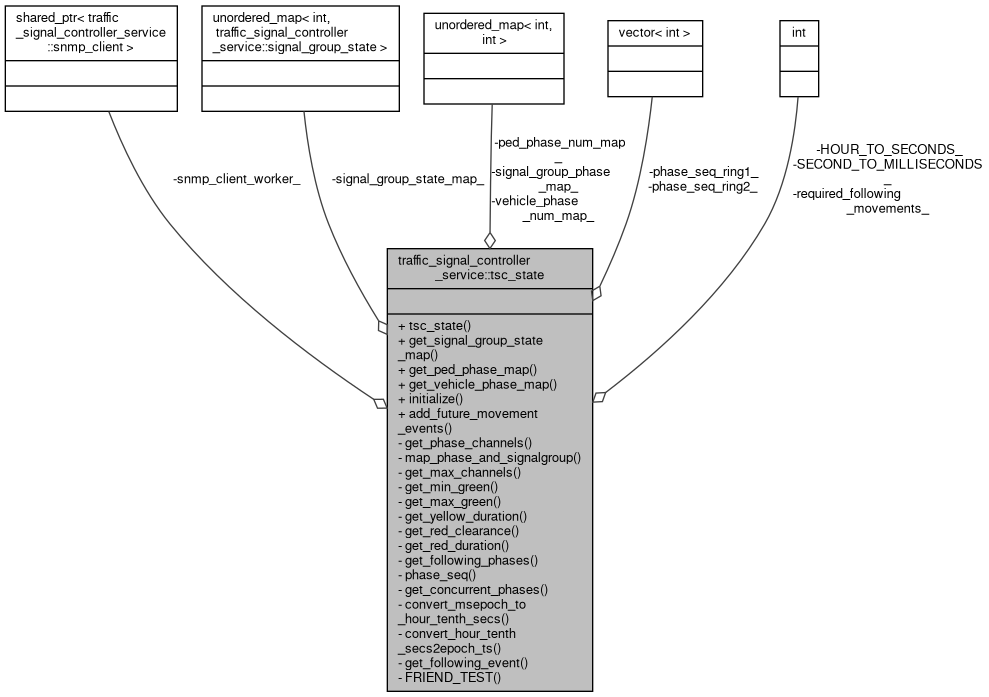 shared_ptr< traffic
_signal_controller_service
::snmp_client >
unordered_map< int,
traffic_signal_controller
_service::signal_group_state >
unordered_map< int,
int >
vector< int >
int
-snmp_client_worker_
-signal_group_state_map_
-ped_phase_num_map
_
-signal_group_phase
_map_
-vehicle_phase
_num_map_
-phase_seq_ring1_
-phase_seq_ring2_
-HOUR_TO_SECONDS_
-SECOND_TO_MILLISECONDS
_
-required_following
_movements_
traffic_signal_controller
_service::tsc_state
+ tsc_state()
+ get_signal_group_state
_map()
+ get_ped_phase_map()
+ get_vehicle_phase_map()
+ initialize()
+ add_future_movement
_events()
- get_phase_channels()
- map_phase_and_signalgroup()
- get_max_channels()
- get_min_green()
- get_max_green()
- get_yellow_duration()
- get_red_clearance()
- get_red_duration()
- get_following_phases()
- phase_seq()
- get_concurrent_phases()
- convert_msepoch_to
_hour_tenth_secs()
- convert_hour_tenth
_secs2epoch_ts()
- get_following_event()
- FRIEND_TEST()